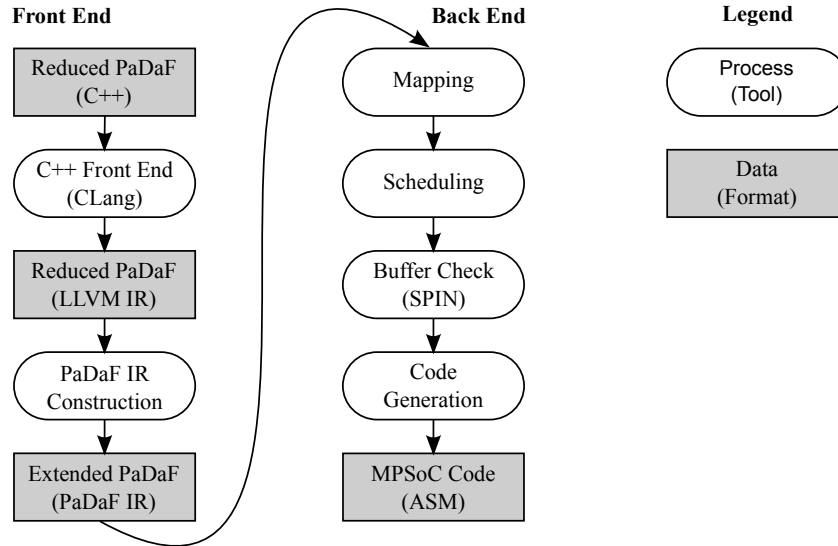 Front End
Reduced PaDaF
(C++)
C++ Front End
(CLang)
Reduced PaDaF
(LLVM IR)
PaDaF IR
Construction
Extended PaDaF
(PaDaF IR)
Back End
Mapping
Scheduling
Buffer Check
(SPIN)
Code
Generation
MPSoC Code
(ASM)
Legend
Process
(Tool)
Data
(Format)